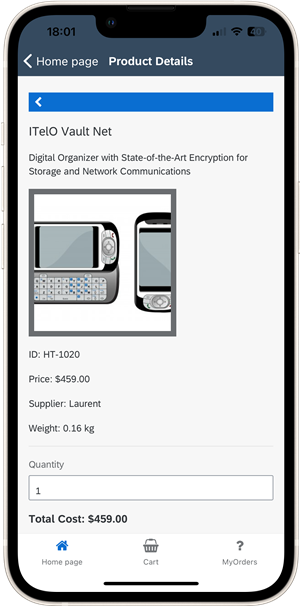 18:01
Home page Product Details
ITelO Vault Net
Digital Organizer with State-of-the-Art Encryption for
Storage and Network Communications
ID: HT-1020
Price: $459.00
Supplier: Laurent
Weight: 0.16 kg
Quantity
1
Total Cost: $459.00
Home page Cart MyOrders